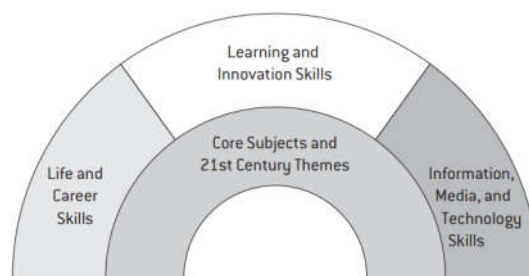 Learning and
Innovation Skills
Core Subjects and
21st Century Themes
Life and
Career
Skills
Information,
Media, and
Technology
Skills